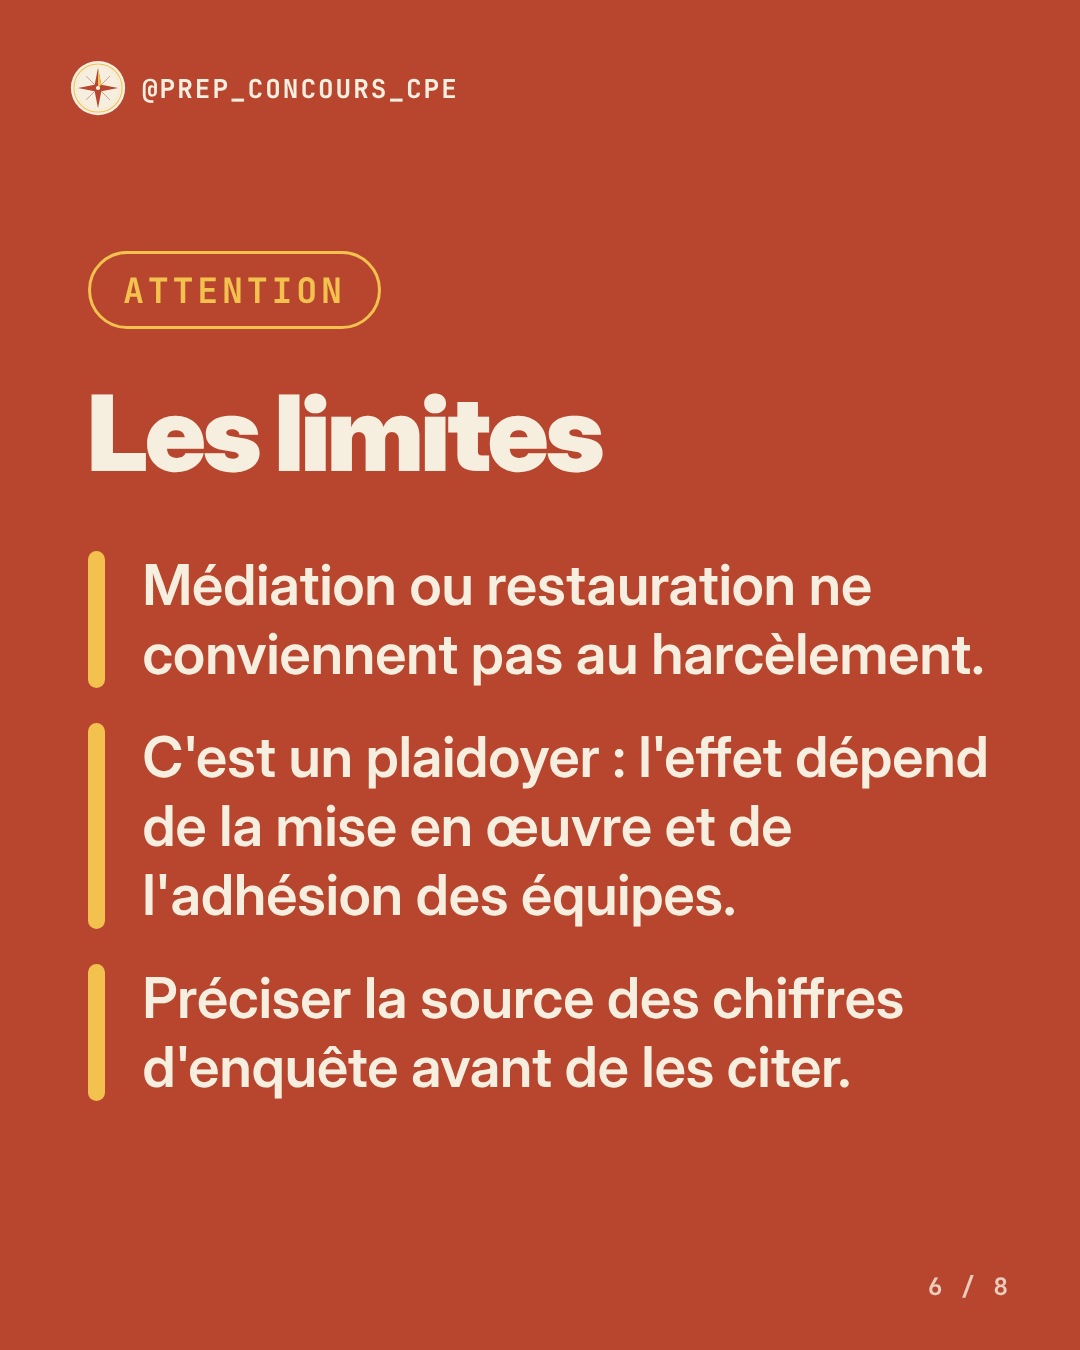 @PREP_CONCOURS_CPE
ATTENTION
Les limites
Médiation ou restauration ne
conviennent pas au harcèlement.
C'est un plaidoyer : l'effet dépend
de la mise en œuvre et de
l'adhésion des équipes.
Préciser la source des chiffres
d'enquête avant de les citer.
6 / 8